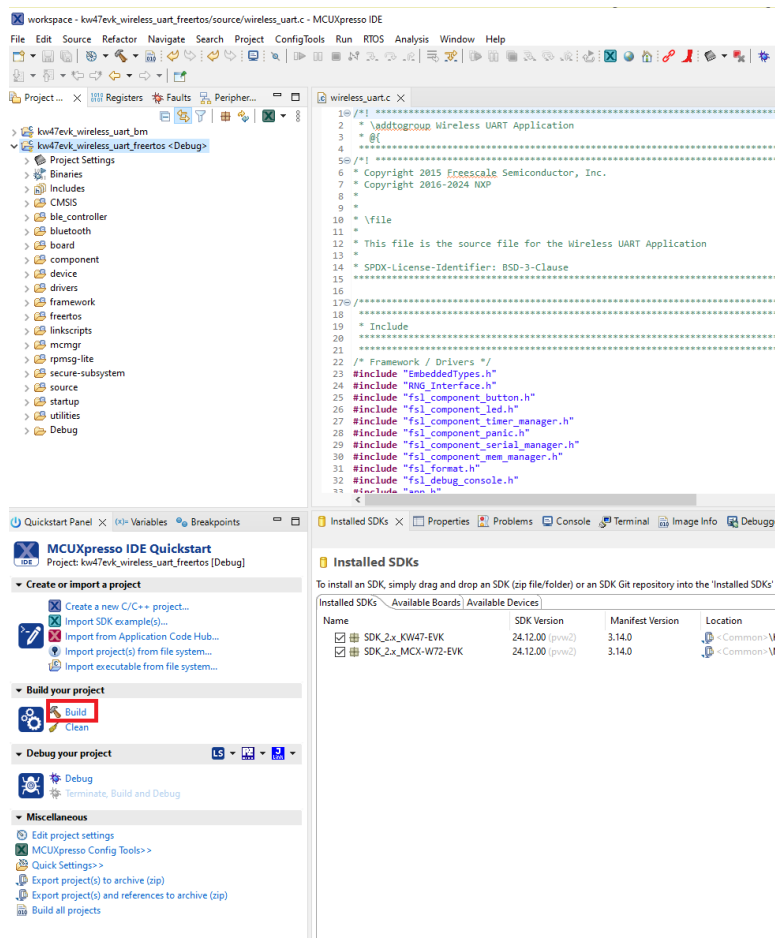 workspace - kw47evk_wireless_uart_freertos/source/wireless_uart.c - MCUXpresso IDE
File Edit Source Refactor Navigate Search Project ConfigTools Run RTOS Analysis Window Help
Project ... Registers Faults Peripher...
kw47evk_wireless_uart_bm
kw47evk_wireless_uart_freertos <Debug>
Project Settings
Binaries
Includes
CMSIS
ble_controller
bluetooth
board
component
device
drivers
framework
freertos
linkscripts
mcmgr
rpmsg-lite
secure-subsystem
source
startup
utilities
Debug
wireless_uart.c
1 /*! ************************************************************************
2 * \addtogroup Wireless UART Application
3 * @{
4 ************************************************************************
5 /*! ************************************************************************
6 * Copyright 2015 Freescale Semiconductor, Inc.
7 * Copyright 2016-2024 NXP
8 *
9 *
10 * \file
11 *
12 * This file is the source file for the Wireless UART Application
13 *
14 * SPDX-License-Identifier: BSD-3-Clause
15 ************************************************************************
16
17 /************************************************************************
18 ************************************************************************
19 * Include
20 ************************************************************************
21 ************************************************************************
22 /* Framework / Drivers */
23 #include "EmbeddedTypes.h"
24 #include "RNG_Interface.h"
25 #include "fsl_component_button.h"
26 #include "fsl_component_led.h"
27 #include "fsl_component_timer_manager.h"
28 #include "fsl_component_panic.h"
29 #include "fsl_component_serial_manager.h"
30 #include "fsl_component_mem_manager.h"
31 #include "fsl_format.h"
32 #include "fsl_debug_console.h"
33 #include "app.h"
Quickstart Panel (x)= Variables Breakpoints
IDE
MCUXpresso IDE Quickstart
Project: kw47evk_wireless_uart_freertos [Debug]
Create or import a project
Create a new C/C++ project...
Import SDK example(s)...
Import from Application Code Hub...
Import project(s) from file system...
Import executable from file system...
Build your project
Build
Clean
Debug your project
LS
Debug
Terminate, Build and Debug
Miscellaneous
Edit project settings
MCUXpresso Config Tools>>
Quick Settings>>
Export project(s) to archive (zip)
Export project(s) and references to archive (zip)
Build all projects
Installed SDKs Properties Problems Console Terminal Image Info Debugg
Installed SDKs
To install an SDK, simply drag and drop an SDK (zip file/folder) or an SDK Git repository into the 'Installed SDKs'
Installed SDKs Available Boards Available Devices
Name SDK Version Manifest Version Location
SDK_2.x_KW47-EVK 24.12.00 (pvw2) 3.14.0 <Common>\
SDK_2.x_MCX-W72-EVK 24.12.00 (pvw2) 3.14.0 <Common>\